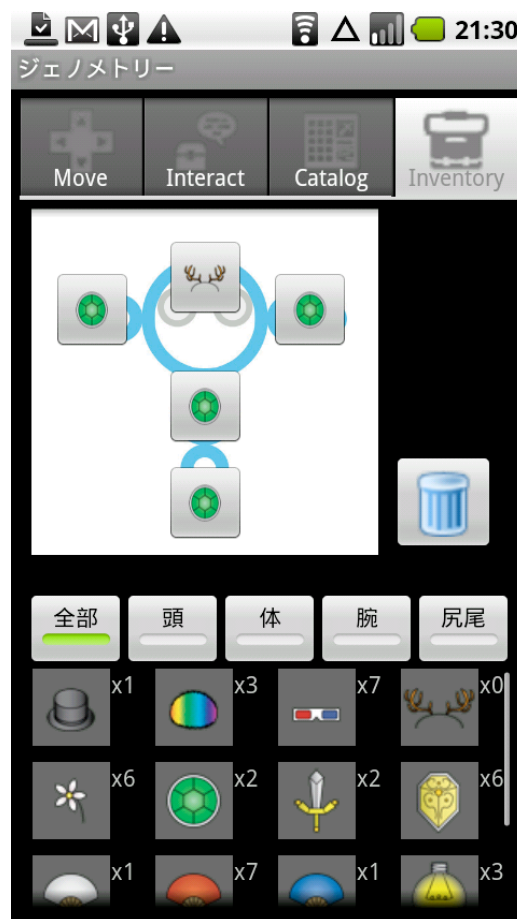 21:30
ジェノメトリー
Move Interact Catalog Inventory
全部 頭 体 腕 尻尾
x1 x3 x7 x0
x6 x2 x2 x6
x1 x7 x1 x3